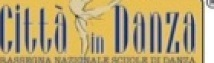 Città in Danza
RASSEGNA NAZIONALE SCUOLE DI DANZA